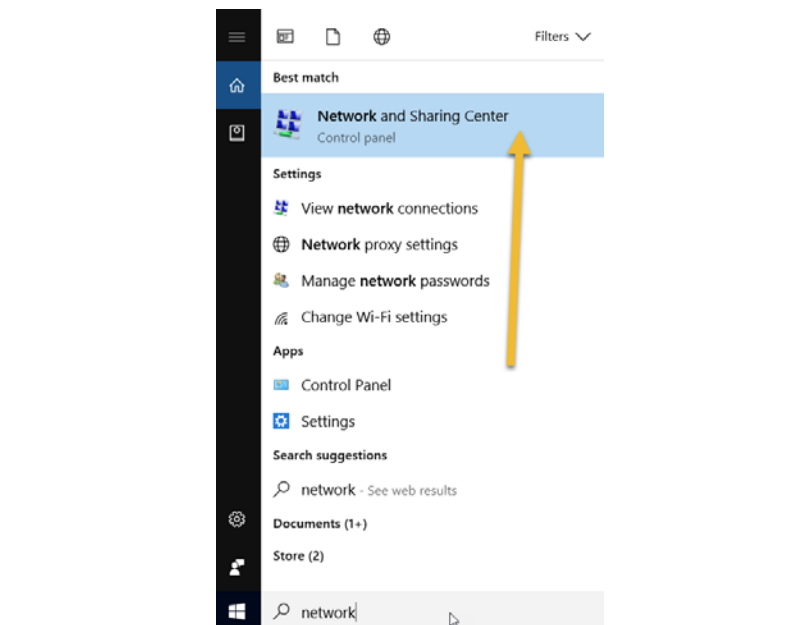 Filters
Best match
Network and Sharing Center
Control panel
Settings
View network connections
Network proxy settings
Manage network passwords
Change Wi-Fi settings
Apps
Control Panel
Settings
Search suggestions
network - See web results
Documents (1+)
Store (2)
network